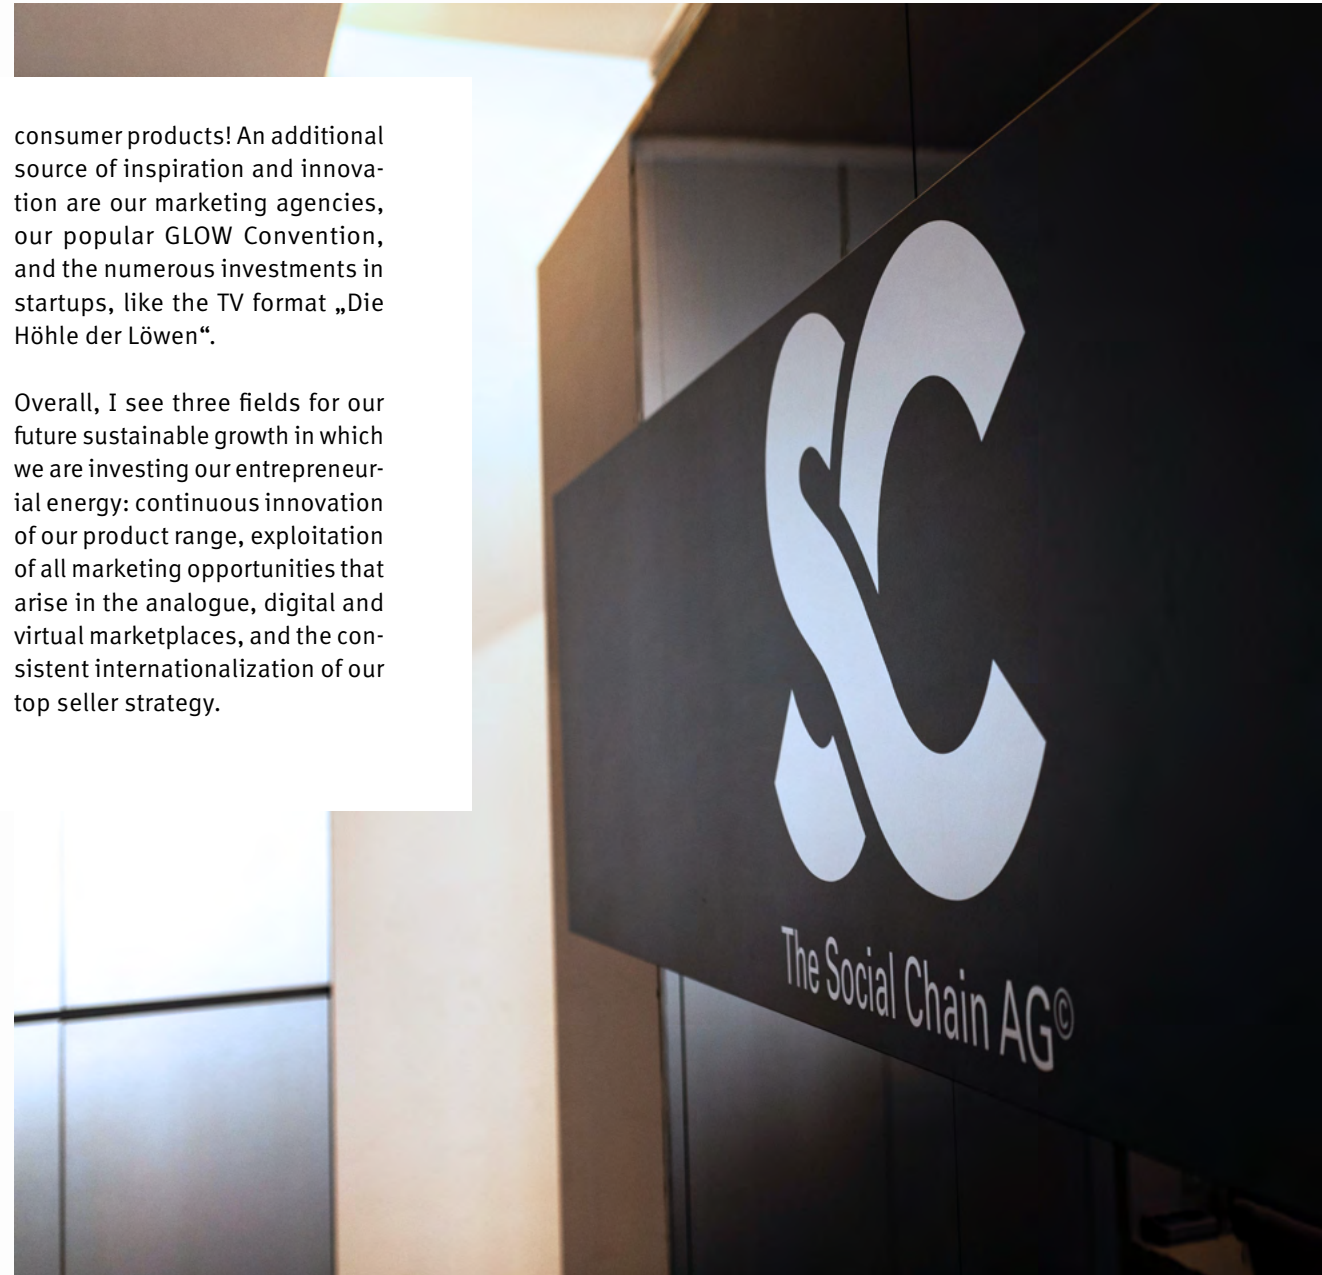 consumer products! An additional
source of inspiration and innova-
tion are our marketing agencies,
our popular GLOW Convention,
and the numerous investments in
startups, like the TV format „Die
Höhle der Löwen“.
Overall, I see three fields for our
future sustainable growth in which
we are investing our entrepreneur-
ial energy: continuous innovation
of our product range, exploitation
of all marketing opportunities that
arise in the analogue, digital and
virtual marketplaces, and the con-
sistent internationalization of our
top seller strategy.
SC
The Social Chain AG©